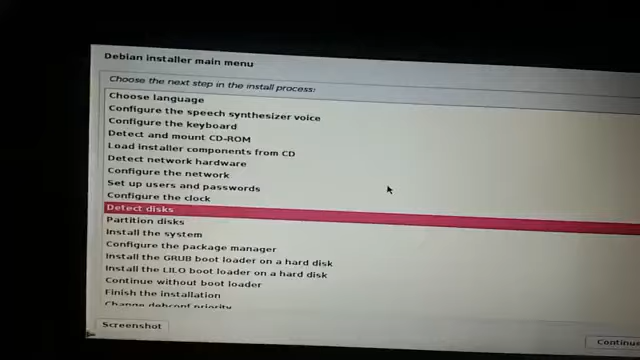 Debian installer main menu
Choose the next step in the install process:
Choose language
Configure the speech synthesizer voice
Configure the keyboard
Detect and mount CD-ROM
Load installer components from CD
Detect network hardware
Configure the network
Set up users and passwords
Configure the clock
Detect disks
Partition disks
Install the system
Configure the package manager
Install the GRUB boot loader on a hard disk
Install the LILO boot loader on a hard disk
Continue without boot loader
Finish the installation
Change debconf priority
Screenshot
Continue